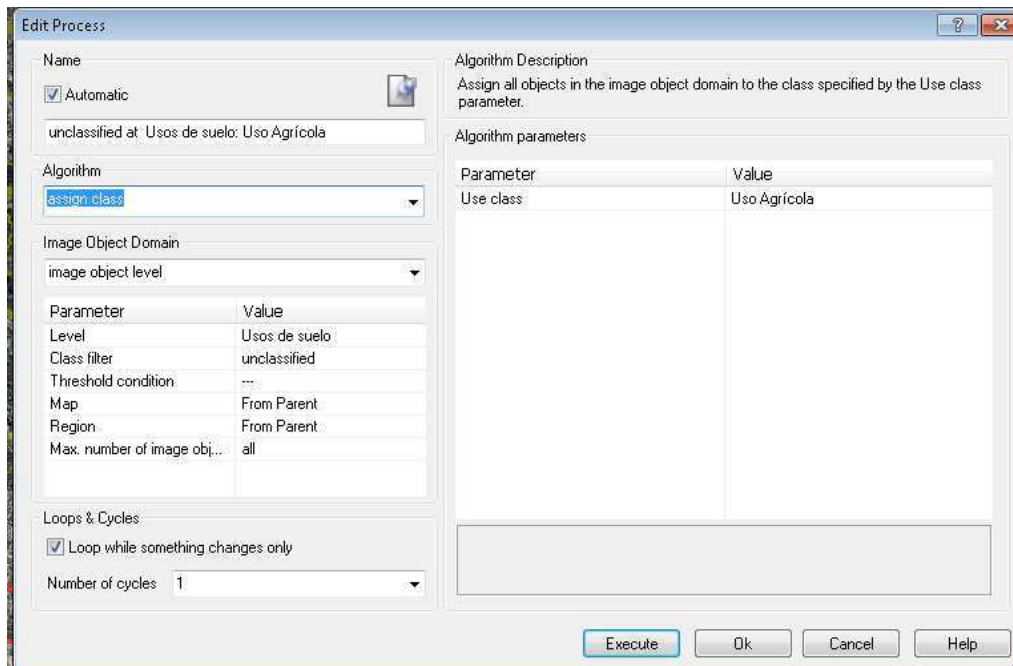 Edit Process
Name
Automatic
unclassified at  Usos de suelo: Uso Agrícola
Algorithm
assign class
Image Object Domain
image object level
Parameter Value
Level Usos de suelo
Class filter unclassified
Threshold condition ---
Map From Parent
Region From Parent
Max. number of image obj... all
Loops & Cycles
Loop while something changes only
Number of cycles 1
Algorithm Description
Assign all objects in the image object domain to the class specified by the Use class
parameter.
Algorithm parameters
Parameter Value
Use class Uso Agrícola
Execute Ok Cancel Help